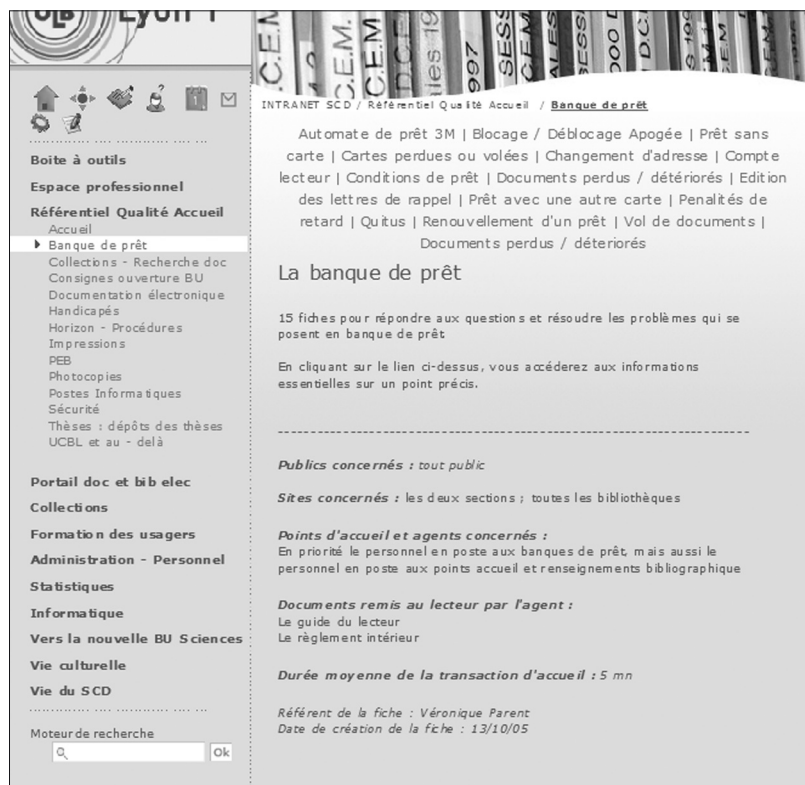 Lyon 1
INTRANET SCD / Référentiel Qualité Accueil / Banque de prêt
Boite à outils
Espace professionnel
Référentiel Qualité Accueil
Accueil
Banque de prêt
Collections - Recherche doc
Consignes ouverture BU
Documentation électronique
Handicapés
Horizon - Procédures
Impressions
PEB
Photocopies
Postes Informatiques
Sécurité
Thèses : dépôts des thèses
UCBL et au - delà
Portail doc et bib elec
Collections
Formation des usagers
Administration - Personnel
Statistiques
Informatique
Vers la nouvelle BU Sciences
Vie culturelle
Vie du SCD
Moteur de recherche
Ok
Automate de prêt 3M | Blocage / Déblocage Apogée | Prêt sans
carte | Cartes perdues ou volées | Changement d'adresse | Compte
lecteur | Conditions de prêt | Documents perdus / détériorés | Edition
des lettres de rappel | Prêt avec une autre carte | Penalités de
retard | Quitus | Renouvellement d'un prêt | Vol de documents |
Documents perdus / déteriorés
La banque de prêt
15 fiches pour répondre aux questions et résoudre les problèmes qui se
posent en banque de prêt
En cliquant sur le lien ci-dessus, vous accéderez aux informations
essentielles sur un point précis.
Publics concernés : tout public
Sites concernés : les deux sections ; toutes les bibliothèques
Points d'accueil et agents concernés :
En priorité le personnel en poste aux banques de prêt, mais aussi le
personnel en poste aux points accueil et renseignements bibliographique
Documents remis au lecteur par l'agent :
Le guide du lecteur
Le règlement intérieur
Durée moyenne de la transaction d'accueil : 5 mn
Référent de la fiche : Véronique Parent
Date de création de la fiche : 13/10/05